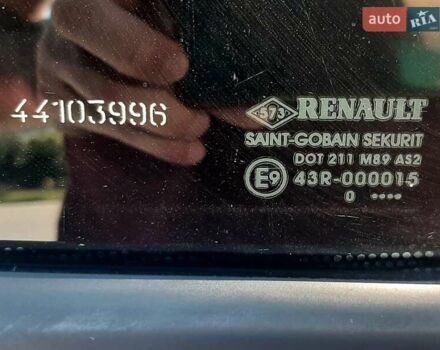 auto RIA
44103996
573 RENAULT
SAINT-GOBAIN SEKURIT
DOT 211 M89 AS2
E9 43R-000015
0 ....